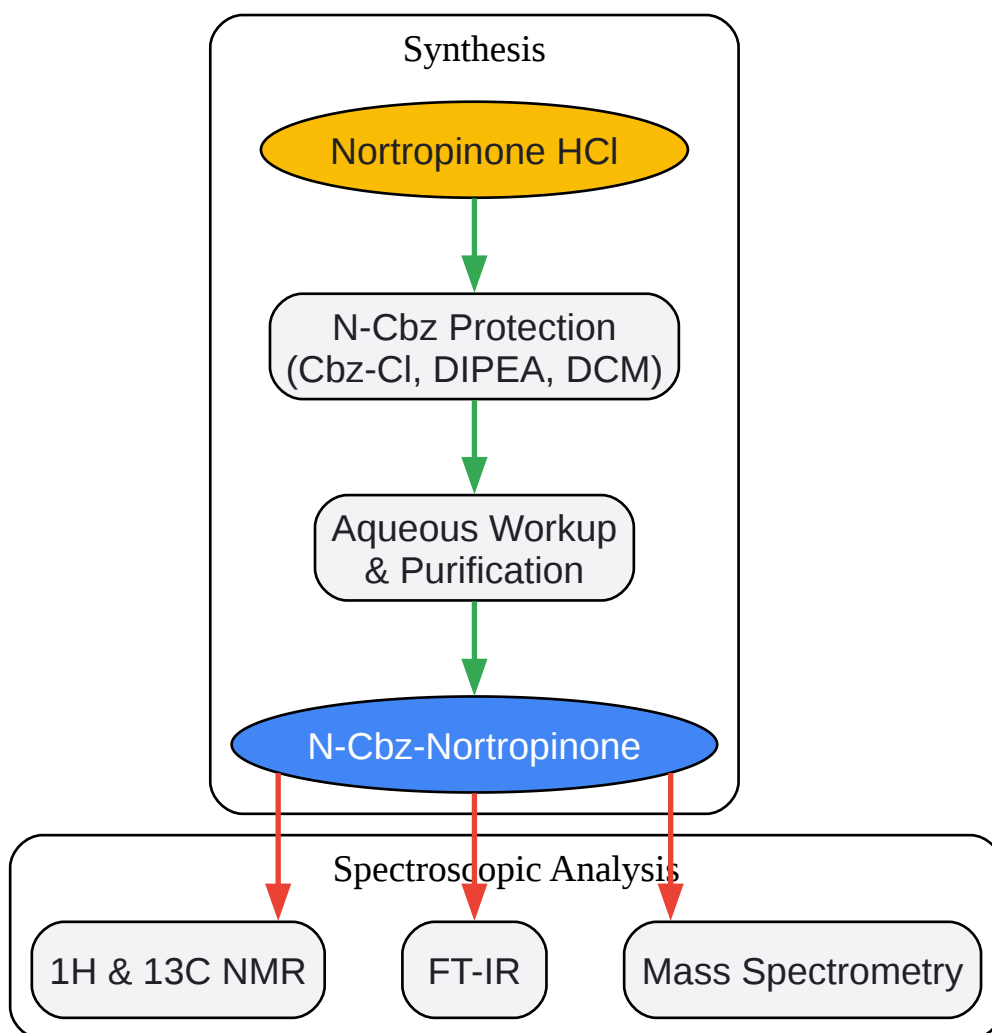 Synthesis
Nortropinone HCl
N-Cbz Protection
(Cbz-Cl, DIPEA, DCM)
Aqueous Workup
& Purification
N-Cbz-Nortropinone
Spectroscopic Analysis
1H & 13C NMR
FT-IR
Mass Spectrometry